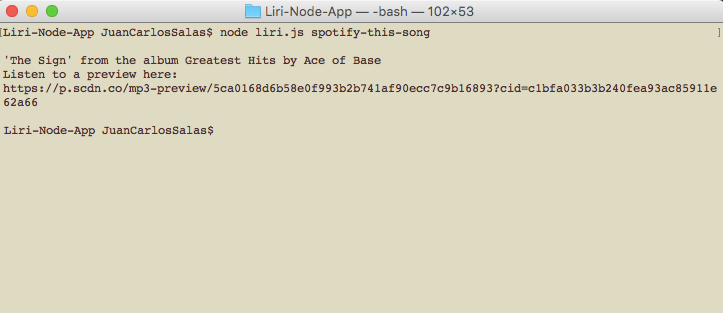 Liri-Node-App — -bash — 102×53
[Liri-Node-App JuanCarlosSalas$ node liri.js spotify-this-song ]
'The Sign' from the album Greatest Hits by Ace of Base
Listen to a preview here:
https://p.scdn.co/mp3-preview/5ca0168d6b58e0f993b2b741af90ecc7c9b16893?cid=c1bfa033b3b240fea93ac85911e
62a66
Liri-Node-App JuanCarlosSalas$